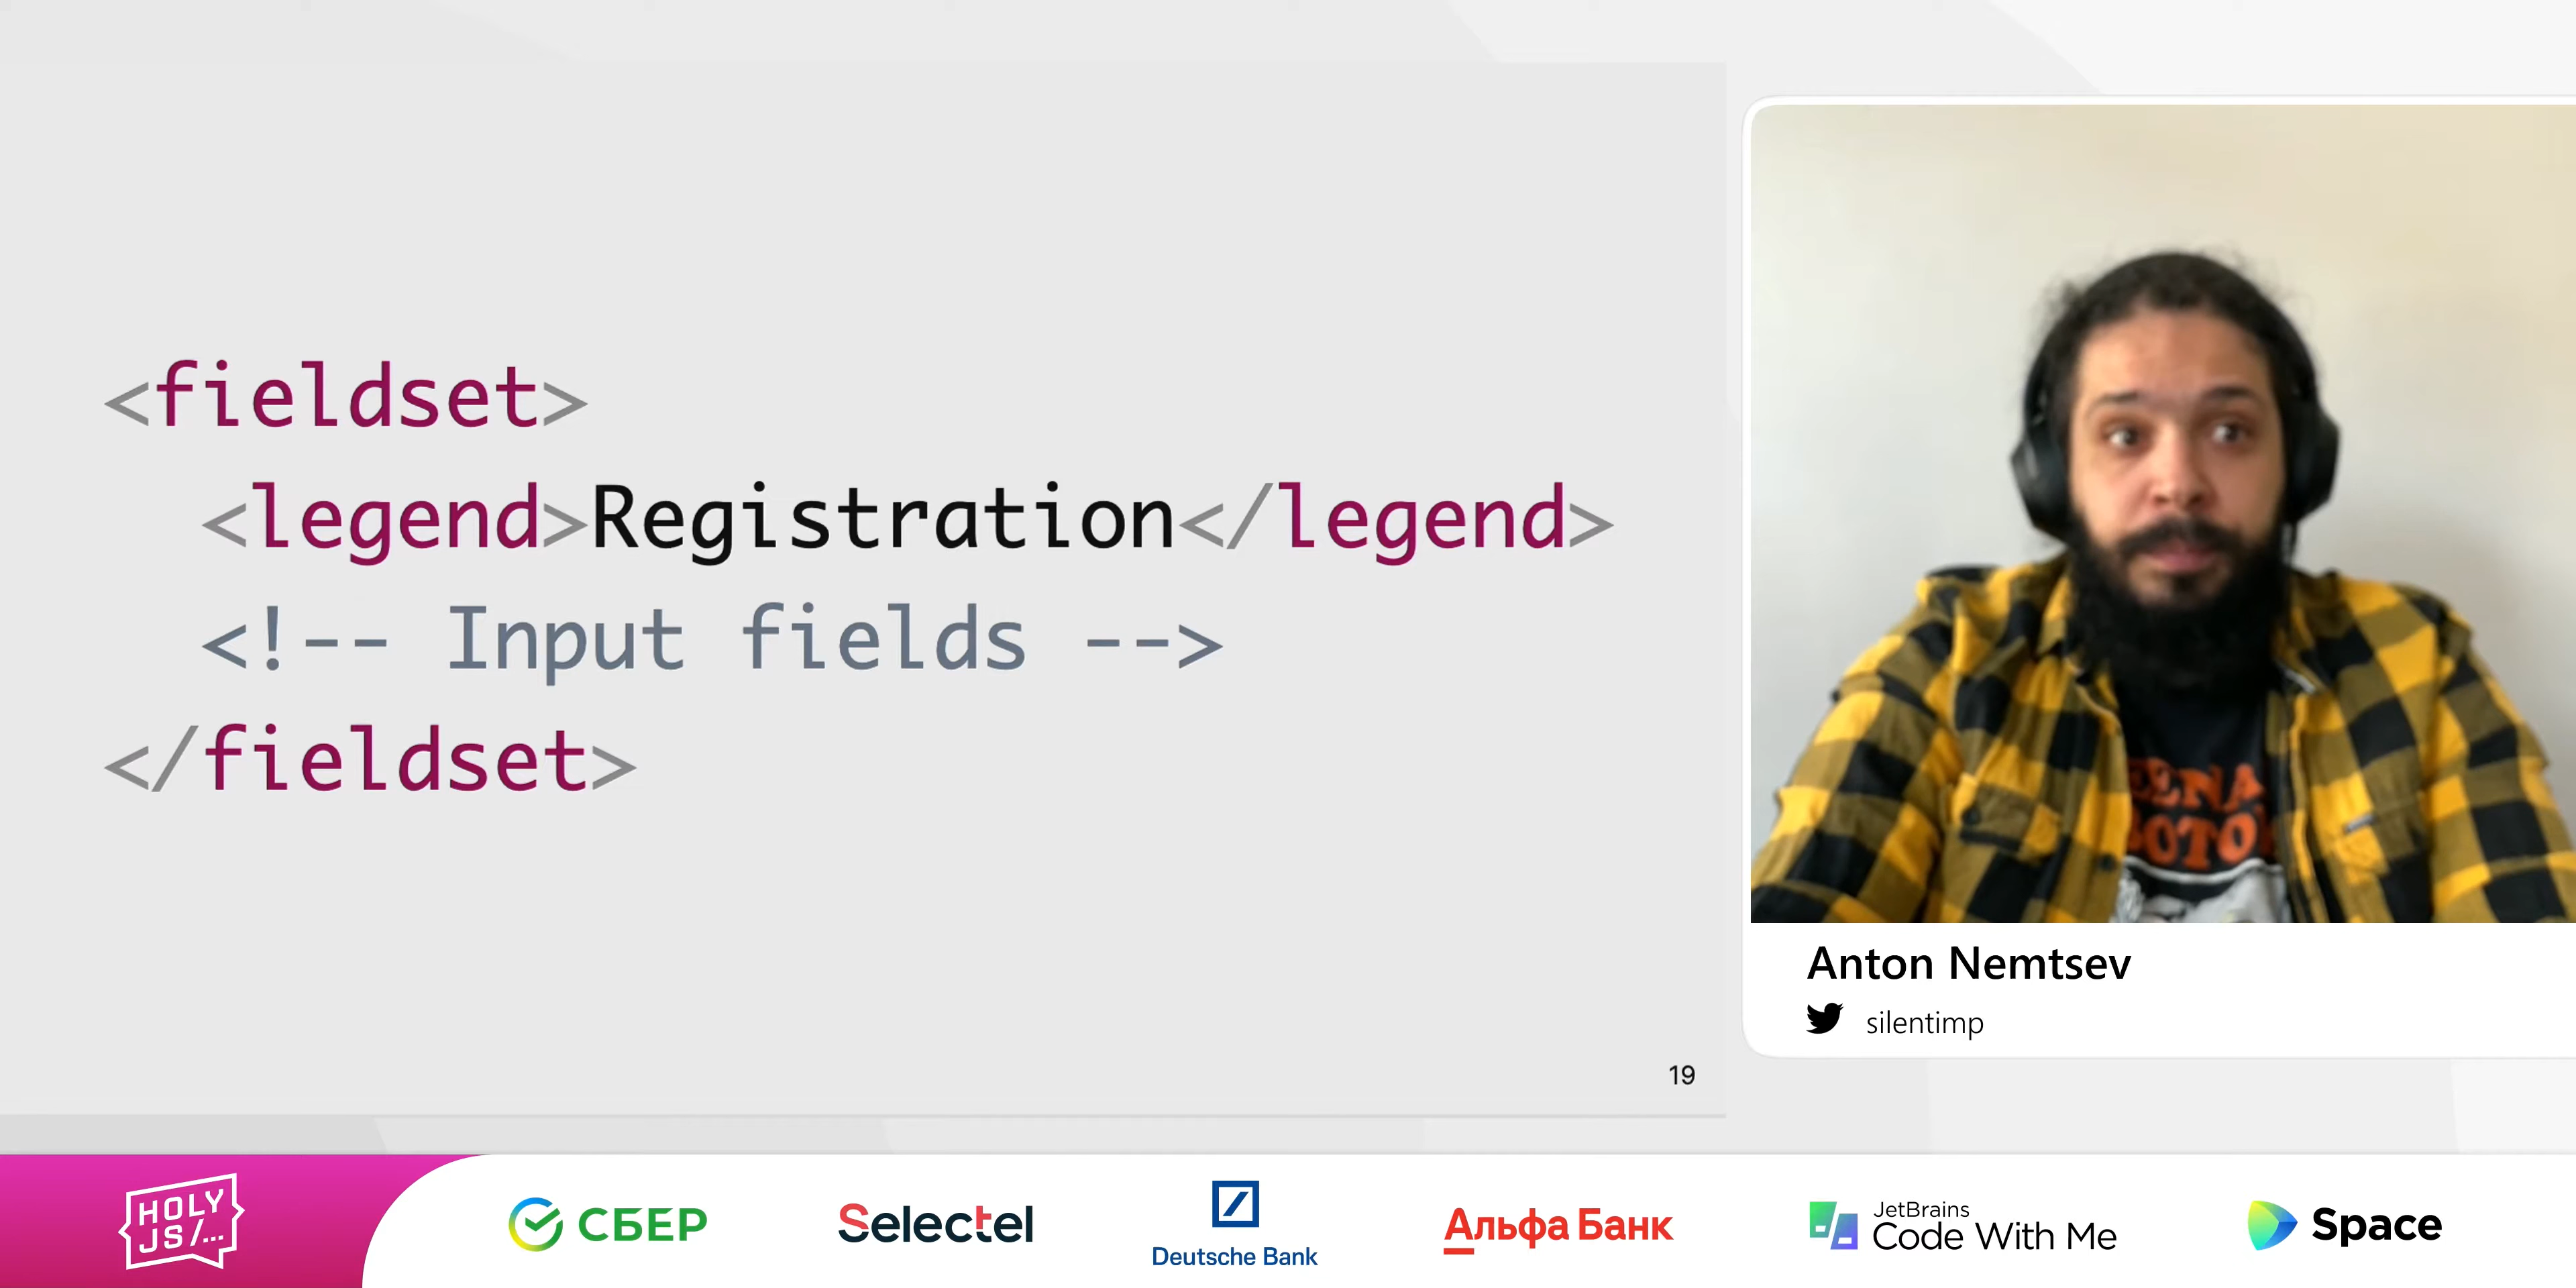 <fieldset>
<legend>Registration</legend>
<!-- Input fields -->
</fieldset>
19
Anton Nemtsev
silentimp
HOLY
JS/...
СБЕР
Selectel
Deutsche Bank
Альфа Банк
JetBrains
Code With Me
Space